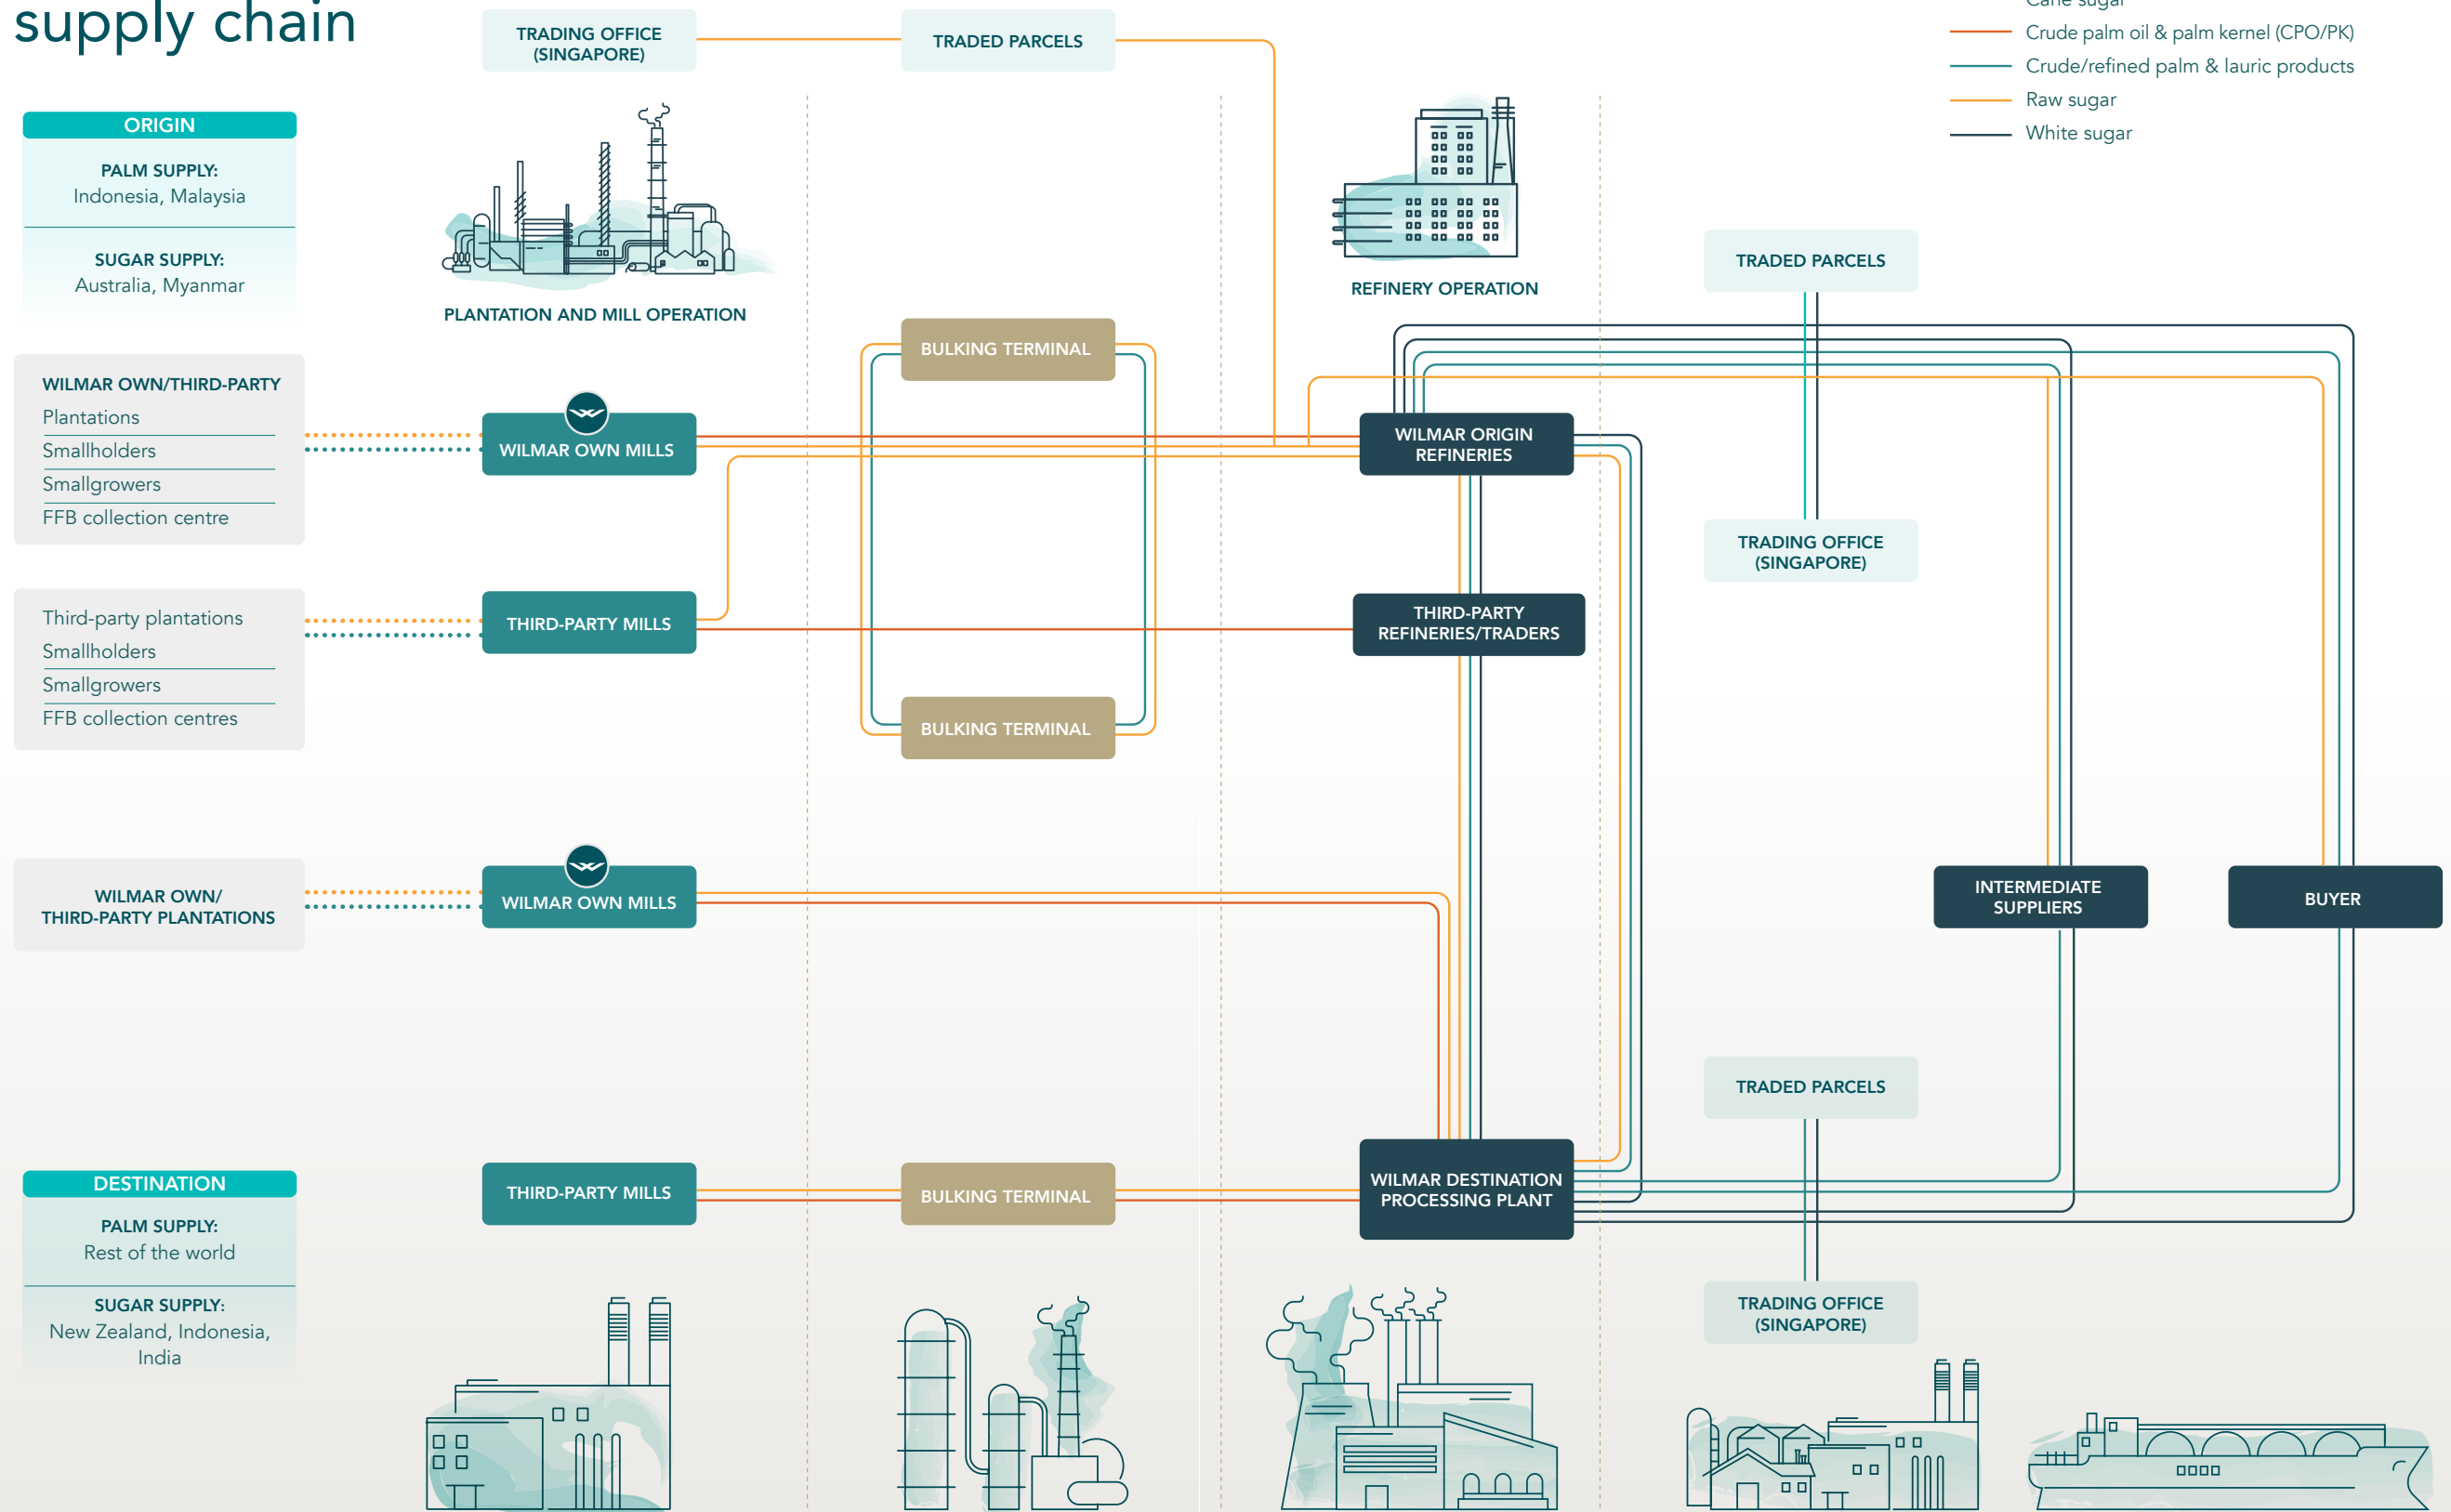 supply chain
Cane sugar
Crude palm oil & palm kernel (CPO/PK)
Crude/refined palm & lauric products
Raw sugar
White sugar
TRADING OFFICE
(SINGAPORE)
TRADED PARCELS
ORIGIN
PALM SUPPLY:
Indonesia, Malaysia
SUGAR SUPPLY:
Australia, Myanmar
PLANTATION AND MILL OPERATION
REFINERY OPERATION
TRADED PARCELS
BULKING TERMINAL
WILMAR OWN/THIRD-PARTY
Plantations
Smallholders
Smallgrowers
FFB collection centre
WILMAR OWN MILLS
WILMAR ORIGIN
REFINERIES
TRADING OFFICE
(SINGAPORE)
Third-party plantations
Smallholders
Smallgrowers
FFB collection centres
THIRD-PARTY MILLS
THIRD-PARTY
REFINERIES/TRADERS
BULKING TERMINAL
WILMAR OWN/
THIRD-PARTY PLANTATIONS
WILMAR OWN MILLS
INTERMEDIATE
SUPPLIERS
BUYER
TRADED PARCELS
DESTINATION
PALM SUPPLY:
Rest of the world
SUGAR SUPPLY:
New Zealand, Indonesia,
India
THIRD-PARTY MILLS
BULKING TERMINAL
WILMAR DESTINATION
PROCESSING PLANT
TRADING OFFICE
(SINGAPORE)